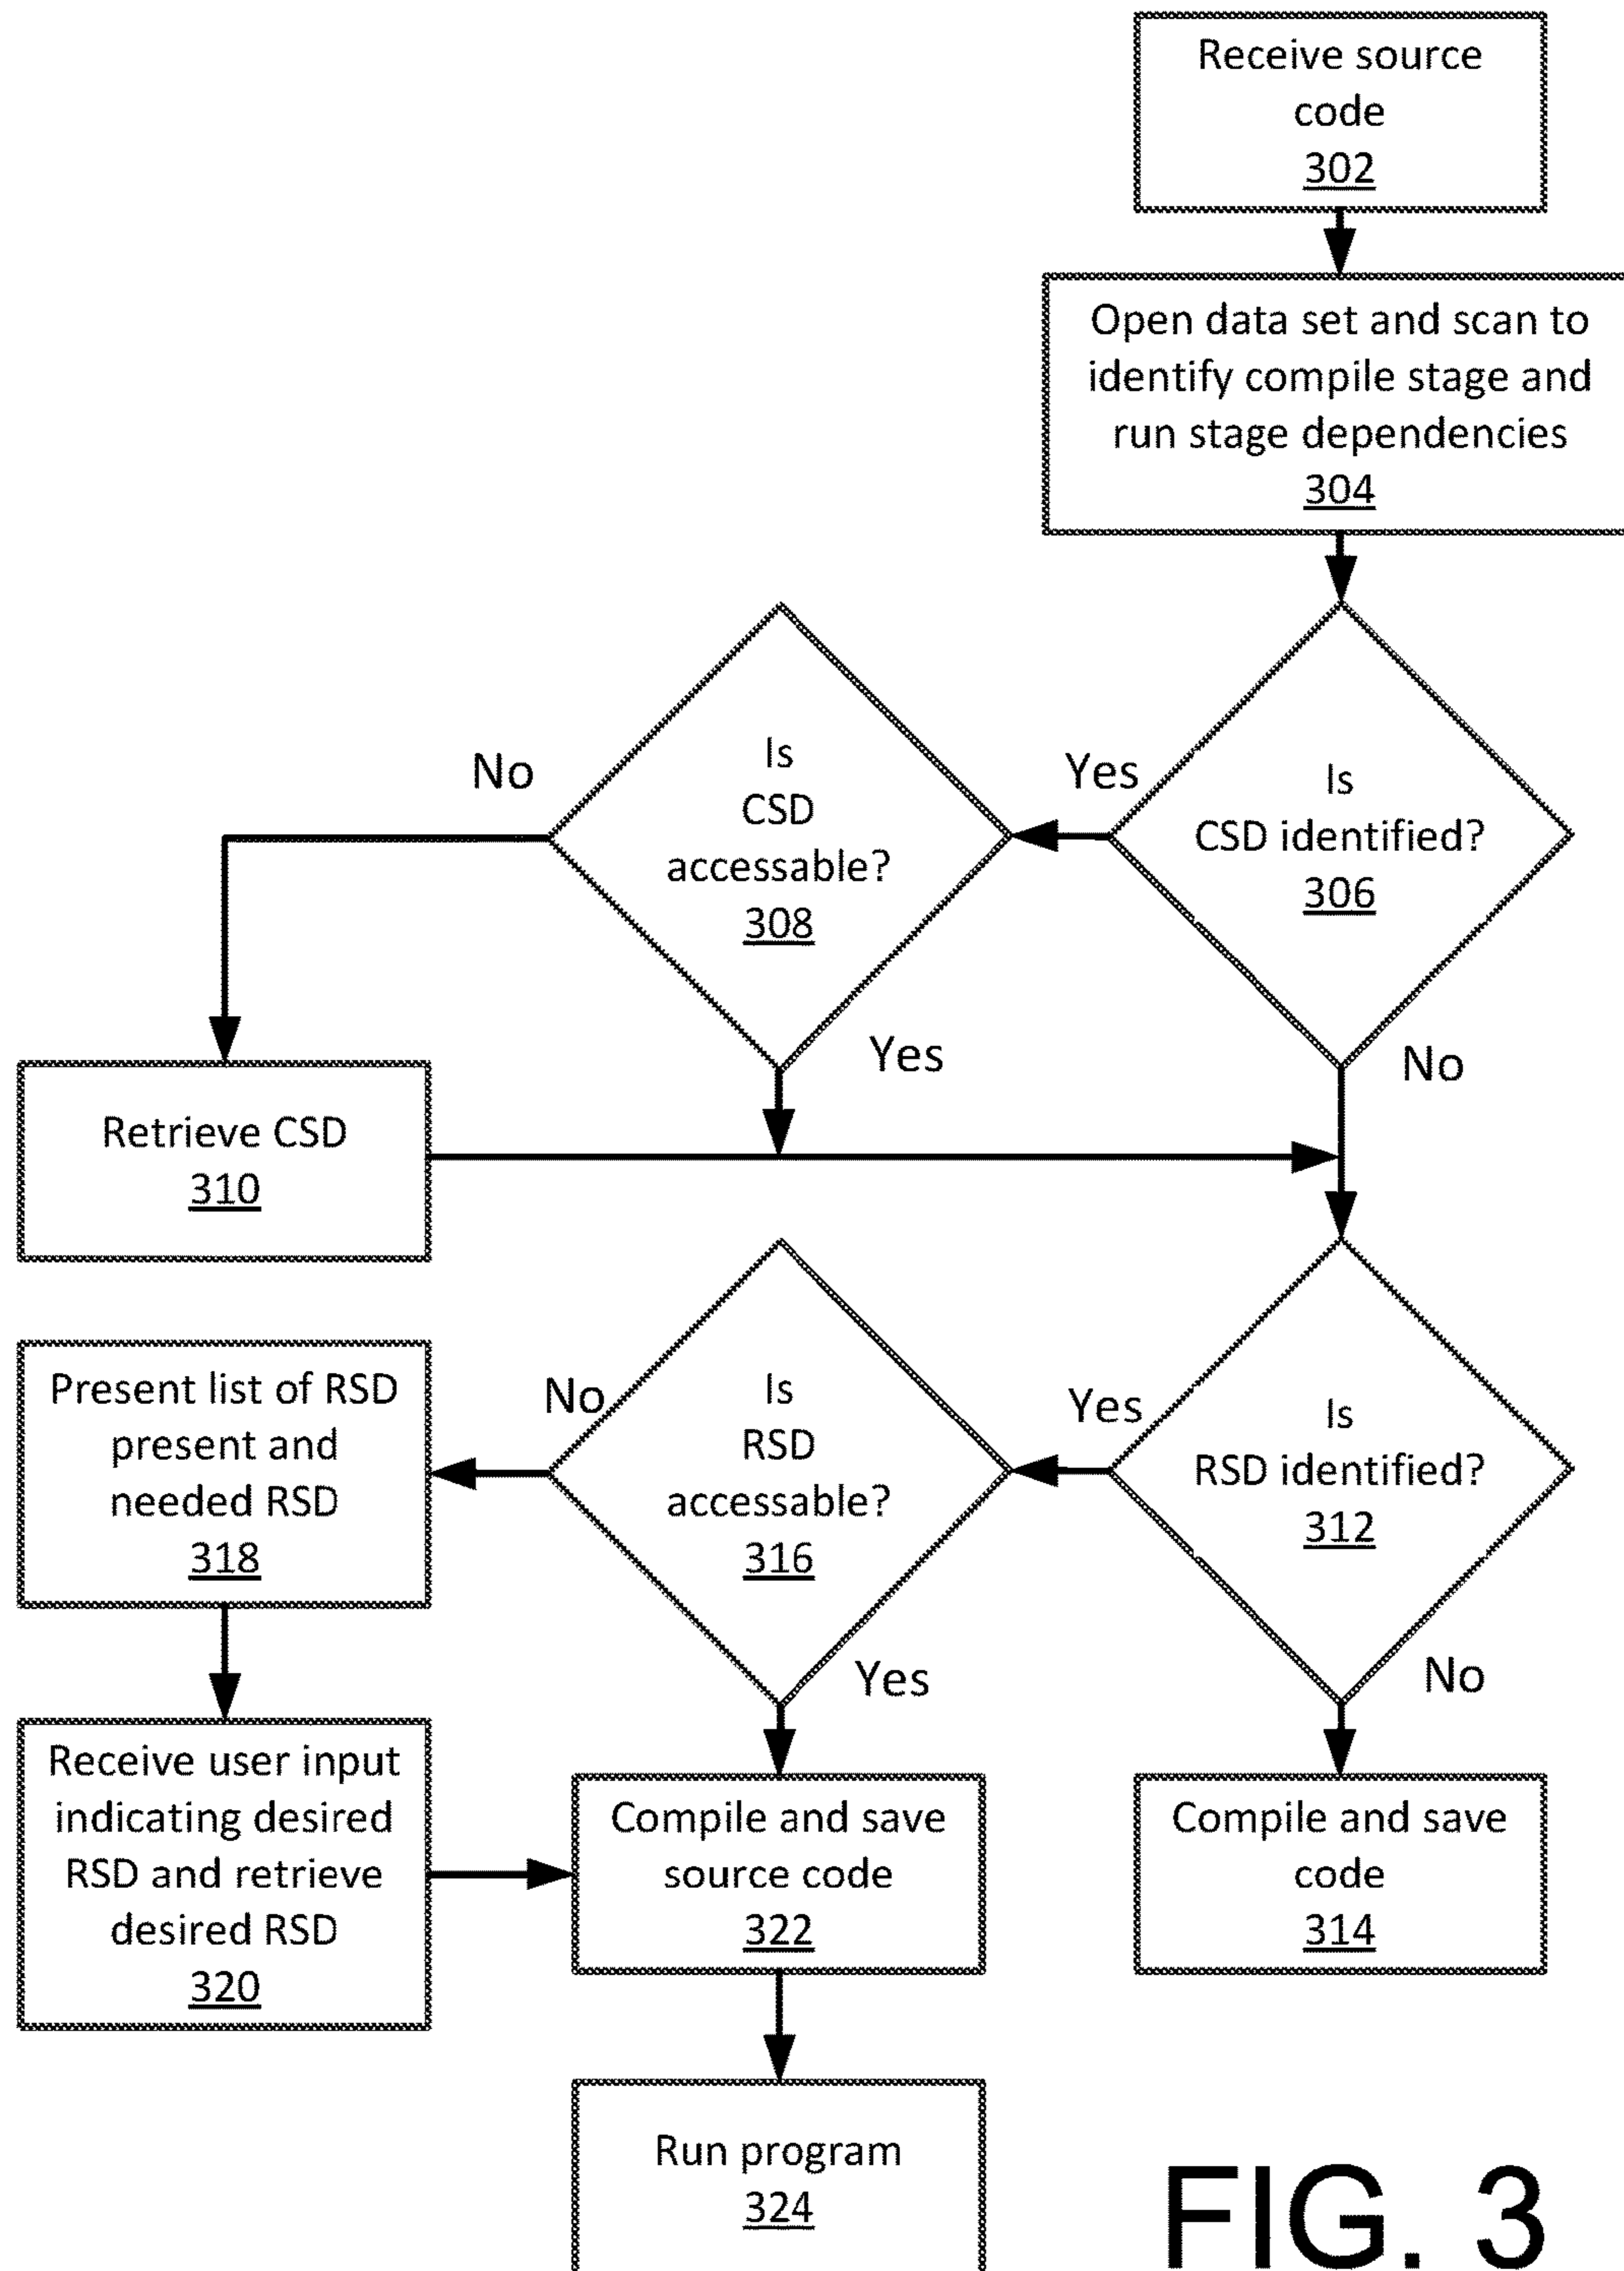 Receive source
code
302
Open data set and scan to
identify compile stage and
run stage dependencies
304
Is
CSD identified?
306
Yes
No
Is
CSD
accessable?
308
No
Yes
Retrieve CSD
310
Is
RSD identified?
312
Yes
No
Is
RSD
accessable?
316
No
Yes
Present list of RSD
present and
needed RSD
318
Receive user input
indicating desired
RSD and retrieve
desired RSD
320
Compile and save
source code
322
Compile and save
code
314
Run program
324
FIG. 3